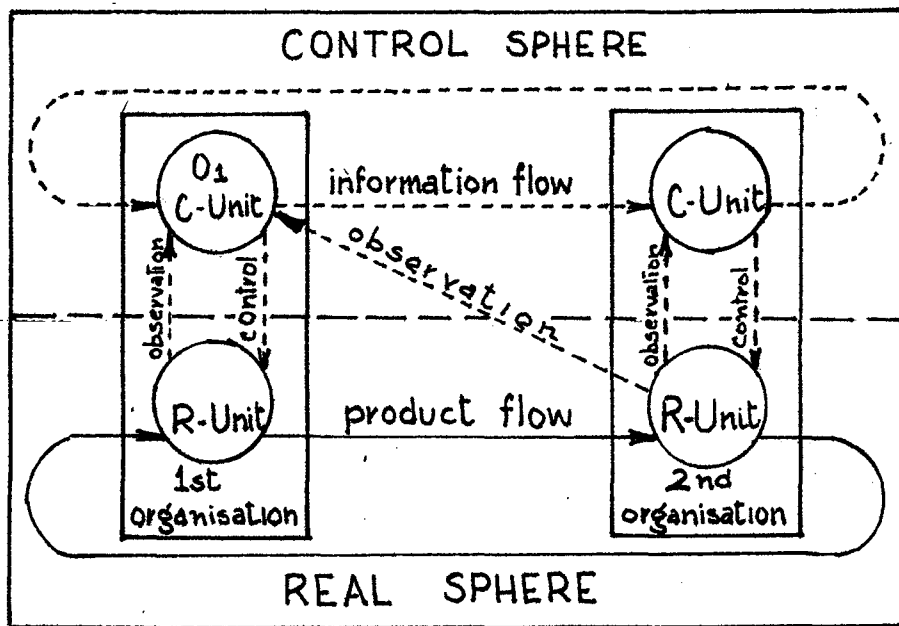 CONTROL SPHERE
O1
C-Unit
information flow
C-Unit
observation
control
observation
observation
control
R-Unit
product flow
R-Unit
1st
organisation
2nd
organisation
REAL SPHERE